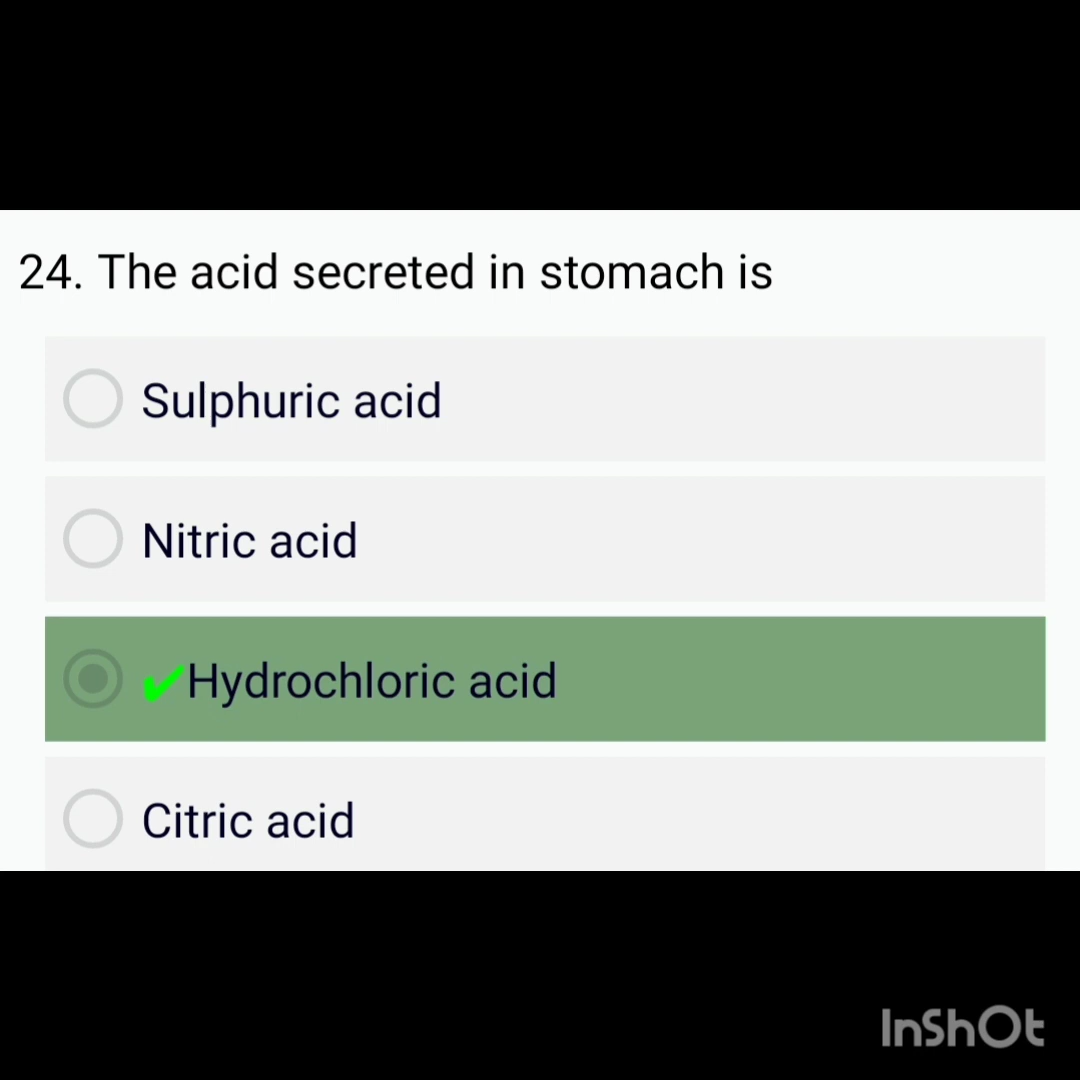 24. The acid secreted in stomach is
Sulphuric acid
Nitric acid
✔Hydrochloric acid
Citric acid
InShOt